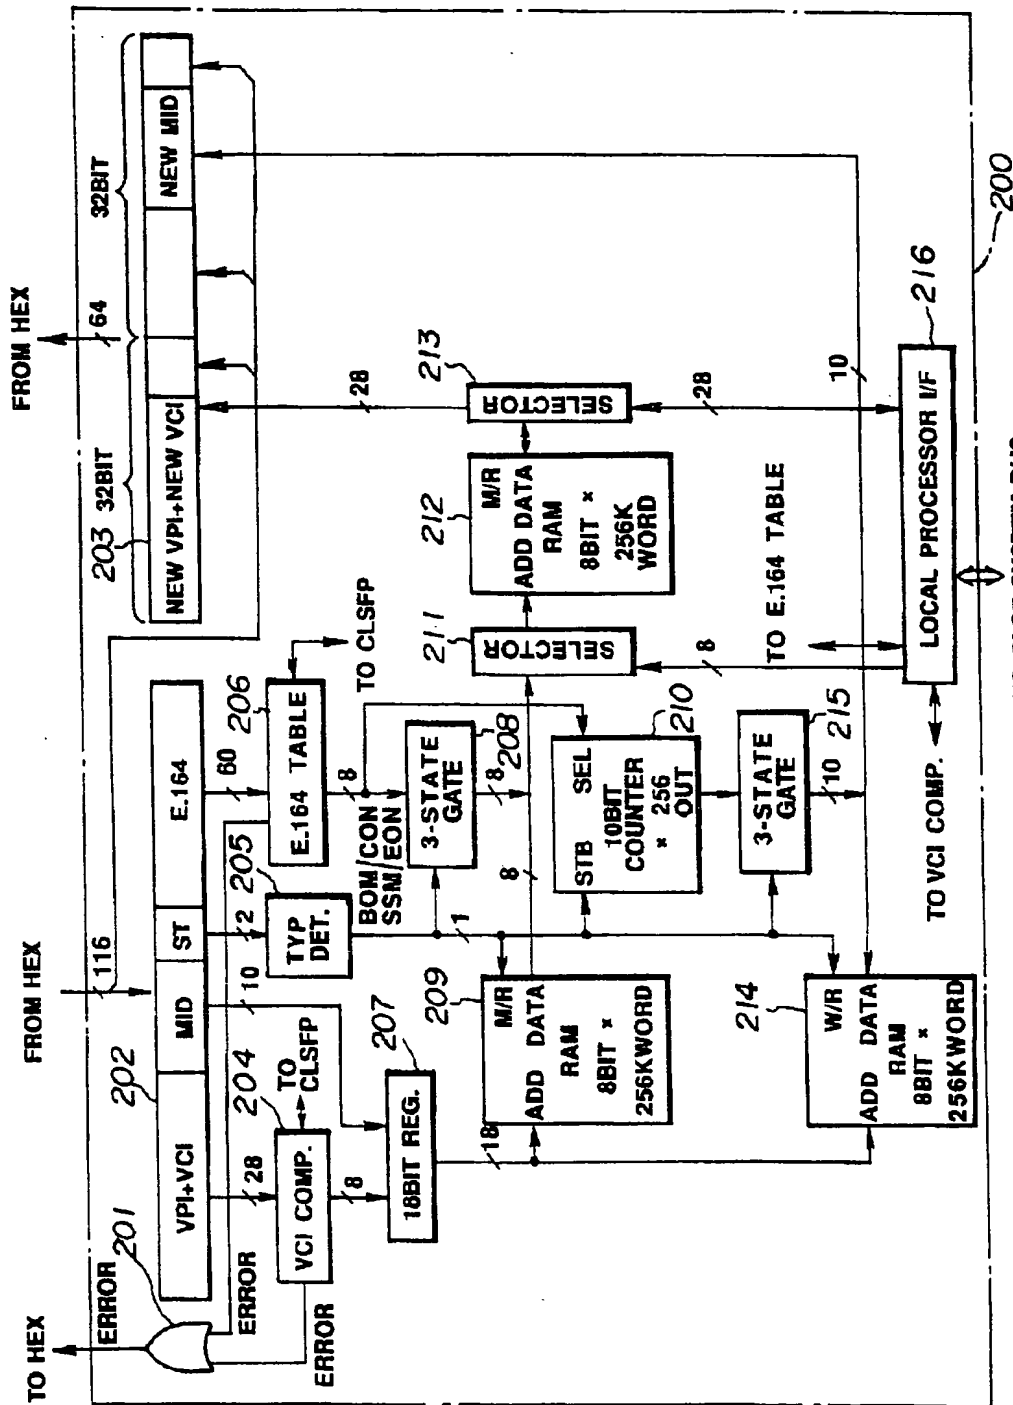 TO HEX
FROM HEX
FROM HEX
ERROR
201
202
116
203
64
32BIT
32BIT
VPI+VCI
MID
ST
E.164
NEW VPI+NEW VCI
NEW MID
ERROR
ERROR
28
10
2
60
204
VCI COMP.
TO CLSFP
8
205
TYP DET.
206
E.164 TABLE
TO CLSFP
8
BOM/CON
SSM/EON
207
18BIT REG.
18
1
3-STATE GATE
208
8
8
209
M/R
ADD DATA
RAM
8BIT ×
256KWORD
STB SEL
10BIT
COUNTER
× 256
OUT
210
211
SELECTOR
8
212
M/R
ADD DATA
RAM
8BIT ×
256K
WORD
213
SELECTOR
28
28
10
214
W/R
ADD DATA
RAM
8BIT ×
256KWORD
3-STATE GATE
215
10
TO E.164 TABLE
TO VCI COMP.
LOCAL PROCESSOR I/F
216
200